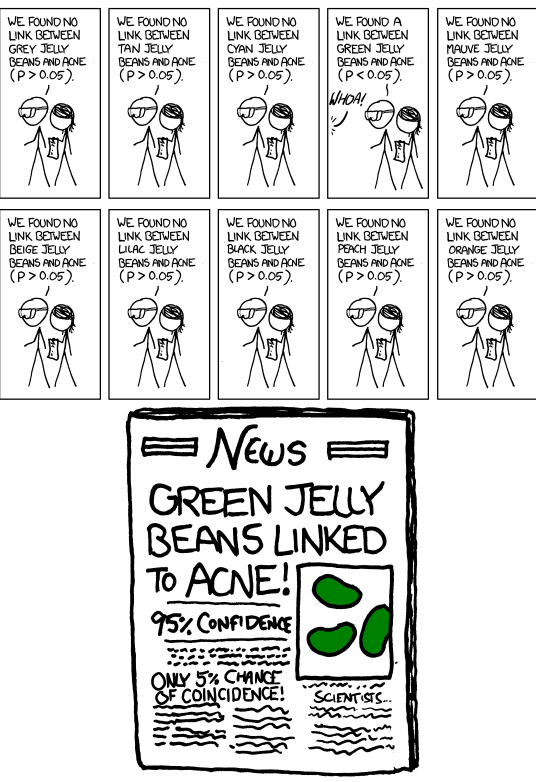 WE FOUND NO
LINK BETWEEN
GREY JELLY
BEANS AND ACNE
(P > 0.05).
WE FOUND NO
LINK BETWEEN
TAN JELLY
BEANS AND ACNE
(P > 0.05).
WE FOUND NO
LINK BETWEEN
CYAN JELLY
BEANS AND ACNE
(P > 0.05).
WE FOUND A
LINK BETWEEN
GREEN JELLY
BEANS AND ACNE
(P < 0.05).
WHOA!
WE FOUND NO
LINK BETWEEN
MAUVE JELLY
BEANS AND ACNE
(P > 0.05).
WE FOUND NO
LINK BETWEEN
BEIGE JELLY
BEANS AND ACNE
(P > 0.05).
WE FOUND NO
LINK BETWEEN
LILAC JELLY
BEANS AND ACNE
(P > 0.05).
WE FOUND NO
LINK BETWEEN
BLACK JELLY
BEANS AND ACNE
(P > 0.05).
WE FOUND NO
LINK BETWEEN
PEACH JELLY
BEANS AND ACNE
(P > 0.05).
WE FOUND NO
LINK BETWEEN
ORANGE JELLY
BEANS AND ACNE
(P > 0.05).
NEWS
GREEN JELLY
BEANS LINKED
TO ACNE!
95% CONFIDENCE
ONLY 5% CHANCE
OF COINCIDENCE!
SCIENTISTS...